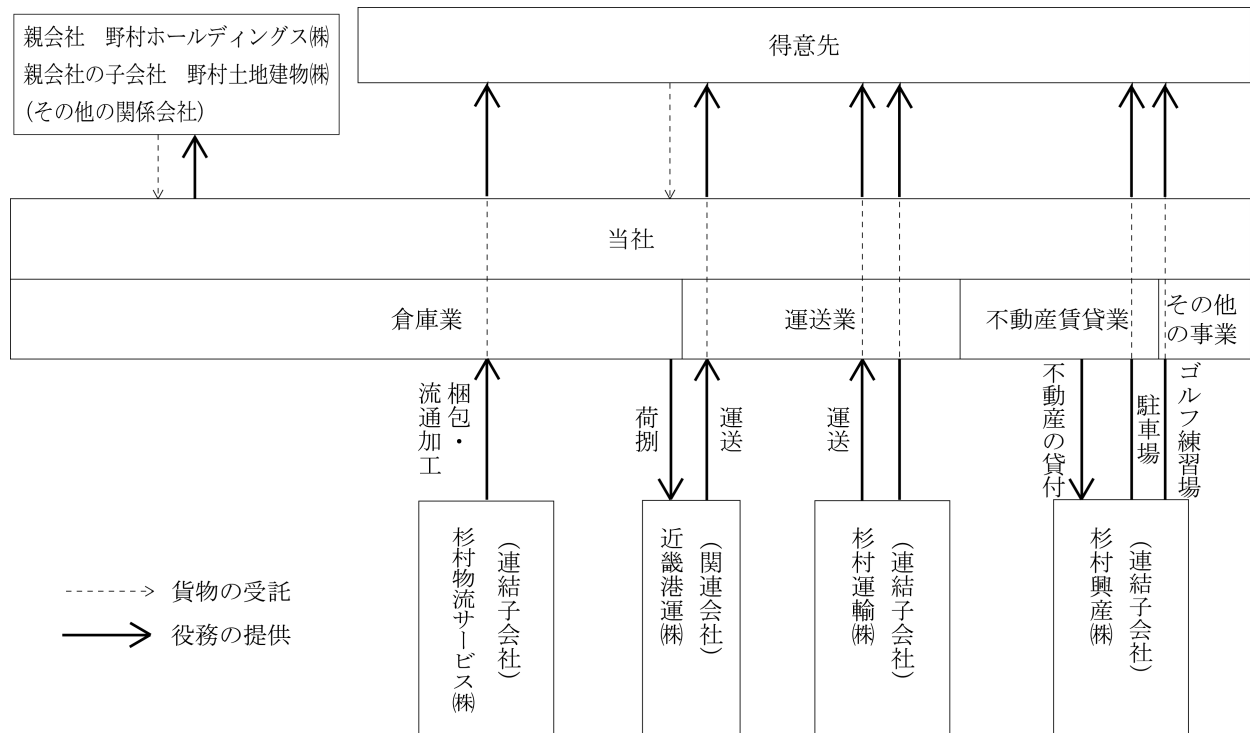 親会社　野村ホールディングス㈱
親会社の子会社　野村土地建物㈱
(その他の関係会社)
得意先
当社
倉庫業
運送業
不動産賃貸業
その他
の事業
梱包・
流通加工
荷捌
運送
運送
不動産の貸付
駐車場
ゴルフ練習場
(連結子会社)
杉村物流サービス㈱
(関連会社)
近畿港運㈱
(連結子会社)
杉村運輸㈱
(連結子会社)
杉村興産㈱
貨物の受託
役務の提供